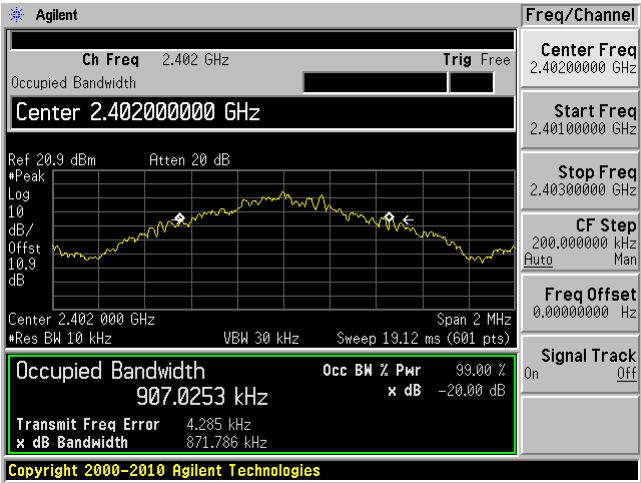 Agilent
Freq/Channel
Ch Freq 2.402 GHz Trig Free
Occupied Bandwidth
Center 2.402000000 GHz
Ref 20.9 dBm Atten 20 dB
#Peak
Log
10
dB/
Offst
10.9
dB
Center 2.402 000 GHz Span 2 MHz
#Res BW 10 kHz VBW 30 kHz Sweep 19.12 ms (601 pts)
Occupied Bandwidth Occ BW % Pwr 99.00 %
907.0253 kHz x dB -20.00 dB
Transmit Freq Error 4.285 kHz
x dB Bandwidth 871.786 kHz
Copyright 2000-2010 Agilent Technologies
Center Freq
2.40200000 GHz
Start Freq
2.40100000 GHz
Stop Freq
2.40300000 GHz
CF Step
200.000000 kHz
Auto Man
Freq Offset
0.00000000 Hz
Signal Track
On Off